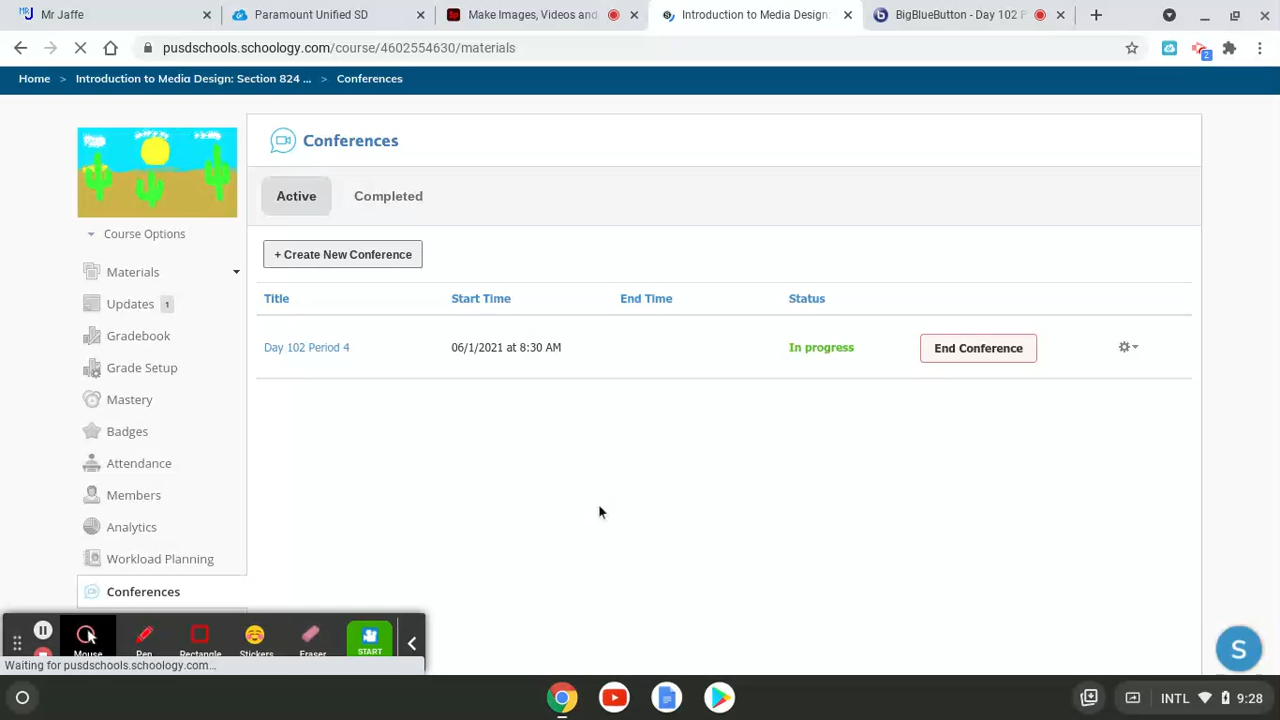 Mr Jaffe
Paramount Unified SD
Make Images, Videos and
Introduction to Media Design:
BigBlueButton - Day 102 P
pusdschools.schoology.com/course/4602554630/materials
2
Home > Introduction to Media Design: Section 824 ... > Conferences
Conferences
Active Completed
Course Options
+ Create New Conference
Materials
Title Start Time End Time Status
Updates 1
Gradebook
Day 102 Period 4 06/1/2021 at 8:30 AM In progress End Conference
Grade Setup
Mastery
Badges
Attendance
Members
Analytics
Workload Planning
Conferences
Mouse Pen Rectangle Stickers Eraser START
S
Waiting for pusdschools.schoology.com...
INTL 9:28